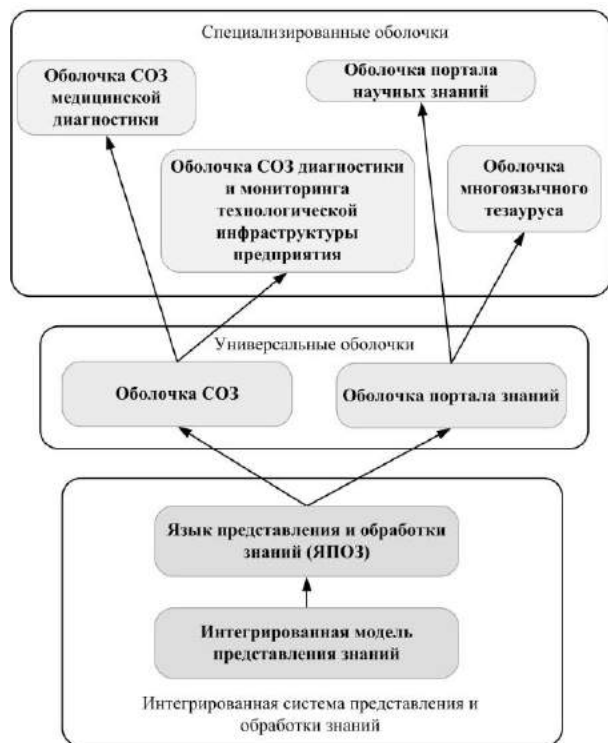 Специализированные оболочки
Оболочка СОЗ
медицинской
диагностики
Оболочка портала
научных знаний
Оболочка СОЗ диагностики
и мониторинга
технологической
инфраструктуры
предприятия
Оболочка
многоязычного
тезауруса
Универсальные оболочки
Оболочка СОЗ
Оболочка портала знаний
Язык представления и обработки
знаний (ЯПОЗ)
Интегрированная модель
представления знаний
Интегрированная система представления и
обработки знаний